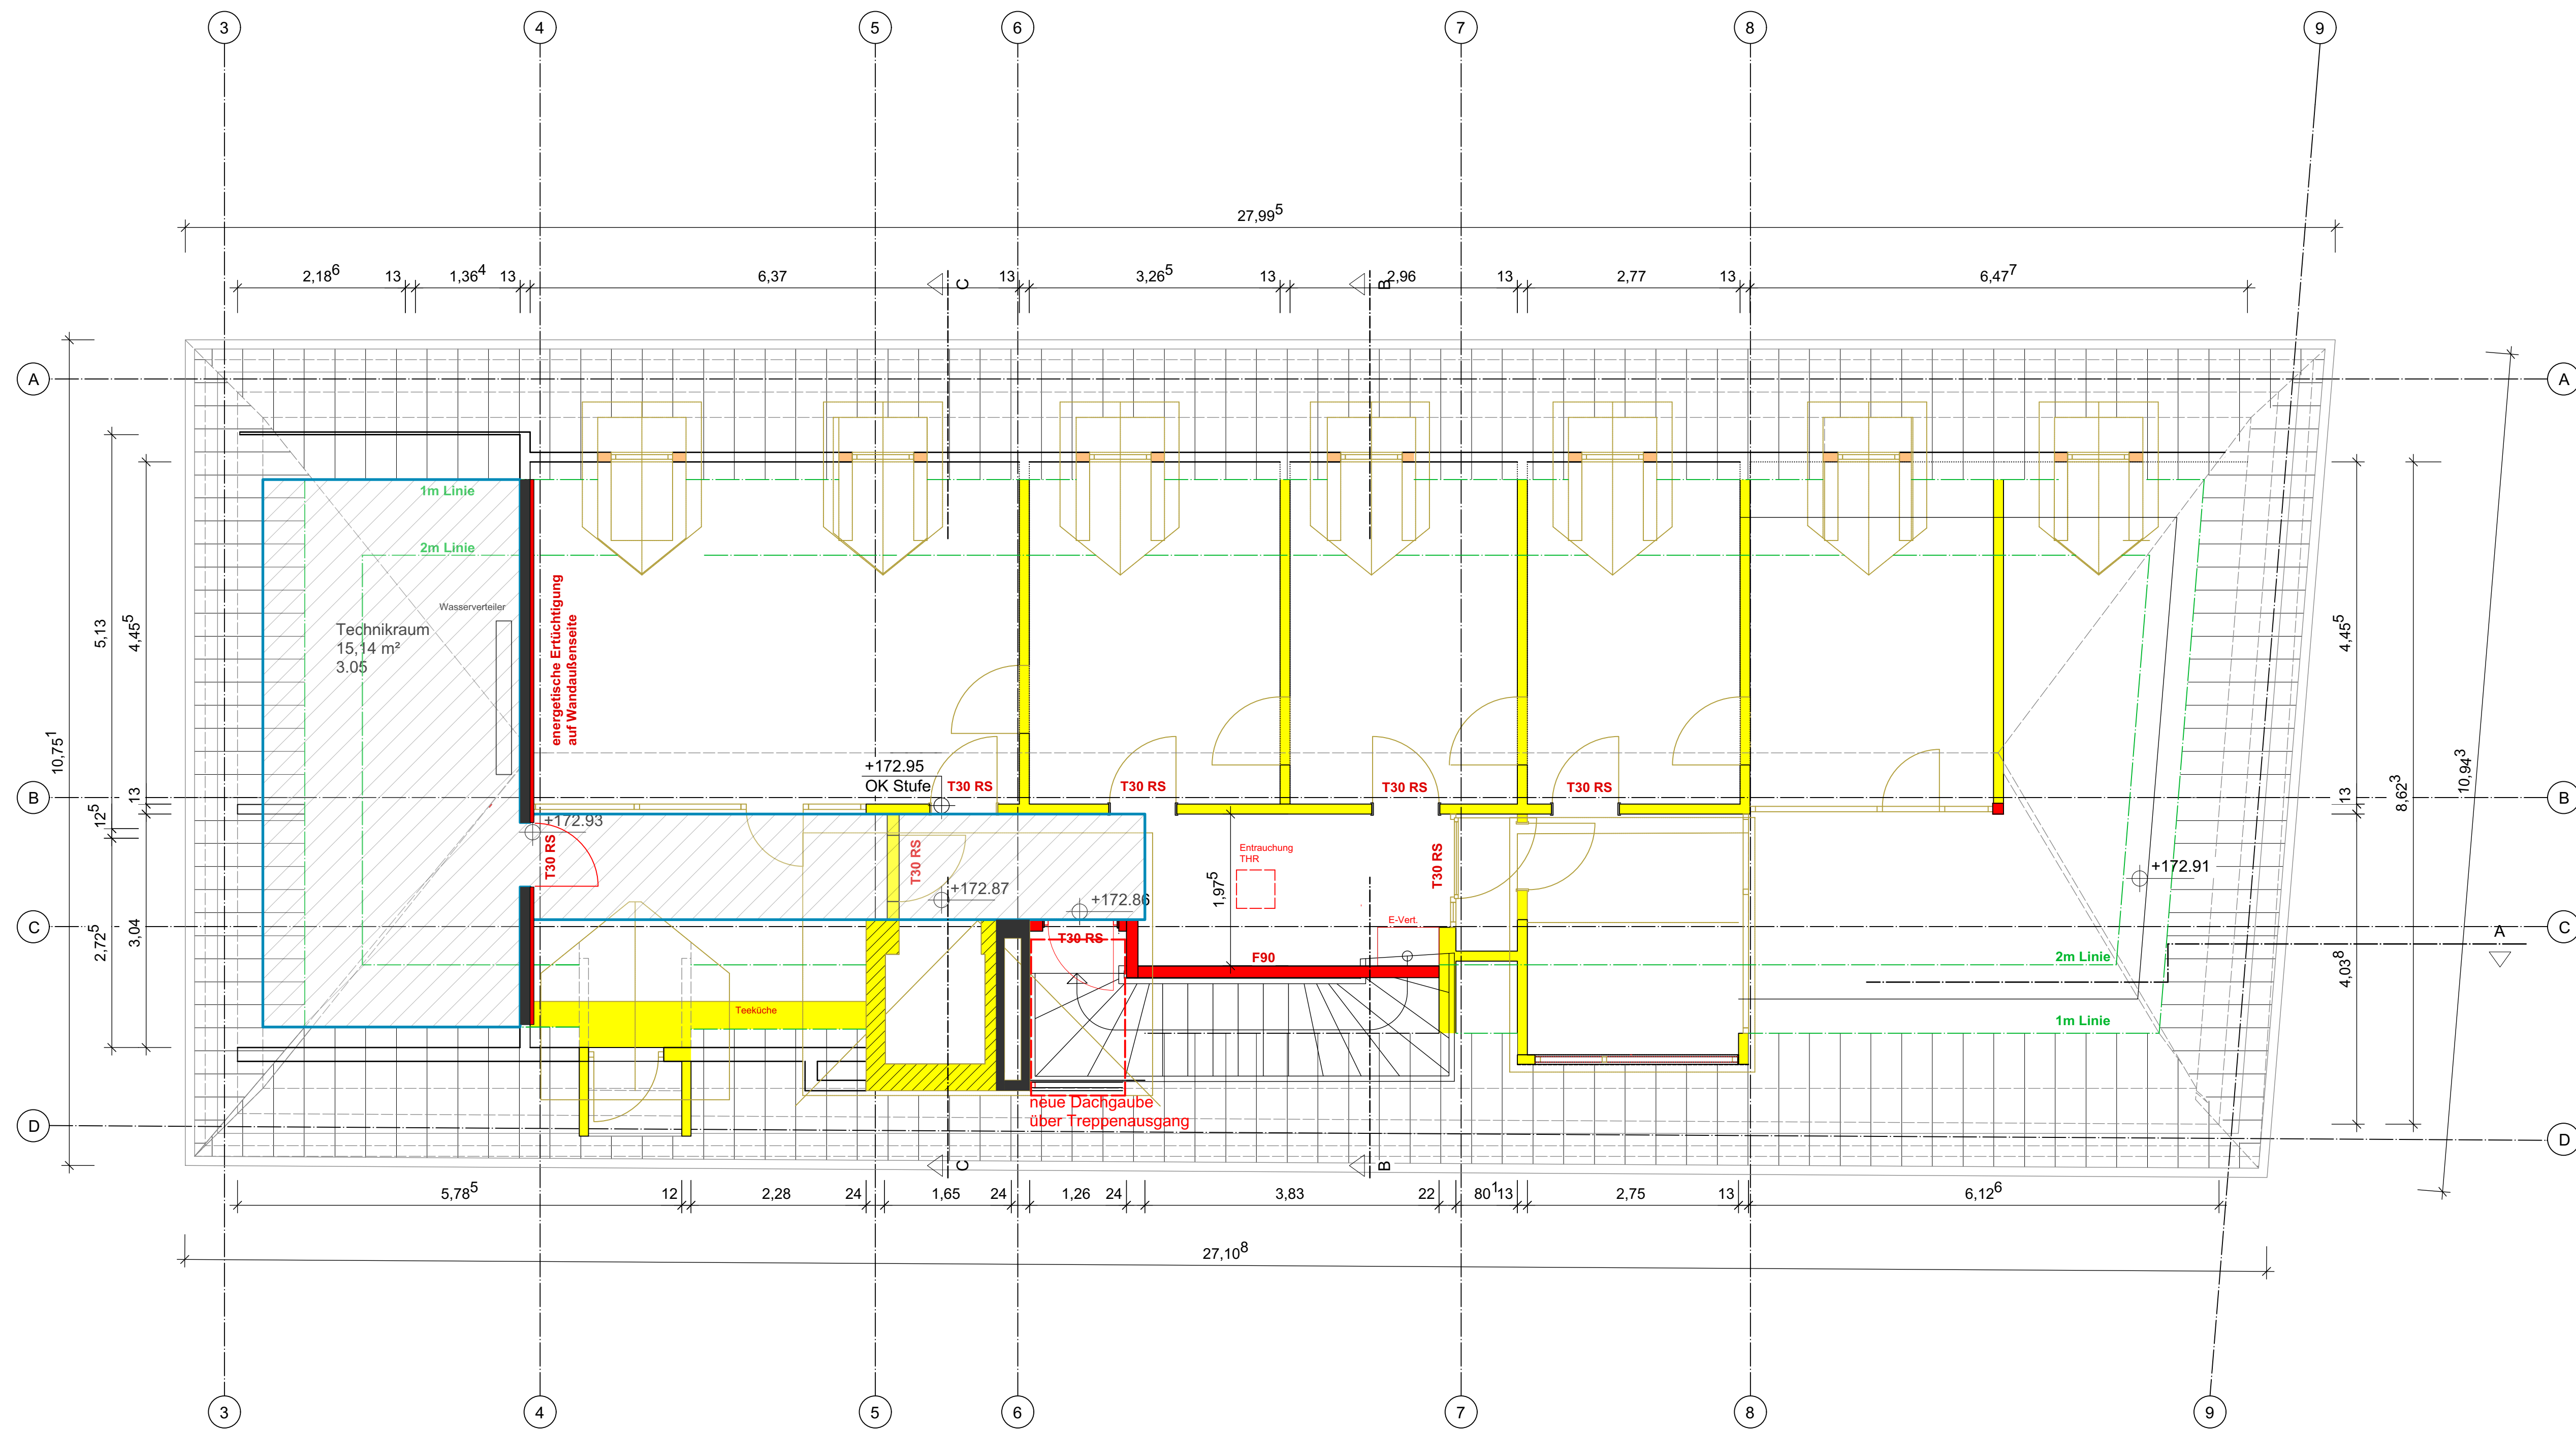 3 4 5 6 7 8 9
27,99⁵
2,18⁶ 13 1,36⁴ 13 6,37 13 3,26⁵ 13 2,96 13 2,77 13 6,47⁷
C B
A A
1m Linie
2m Linie
Wasserverteiler
Technikraum
15,14 m²
3.05
energetische Ertüchtigung
auf Wandaußenseite
5,13
4,45⁵
10,75¹
13
12⁵
2,72⁵
3,04
4,45⁵
13
8,62³
10,94³
4,03⁸
+172.95
OK Stufe
T30 RS
T30 RS
T30 RS
T30 RS
B B
+172.93
T30 RS
T30 RS
+172.87
+172.86
1,97⁵
Entrauchung
THR
T30 RS
E-Vert.
+172.91
C C
T30 RS
F90
A
2m Linie
1m Linie
Teeküche
neue Dachgaube
über Treppenausgang
D D
C B
5,78⁵ 12 2,28 24 1,65 24 1,26 24 3,83 22 80¹ 13 2,75 13 6,12⁶
27,10⁸
3 4 5 6 7 8 9